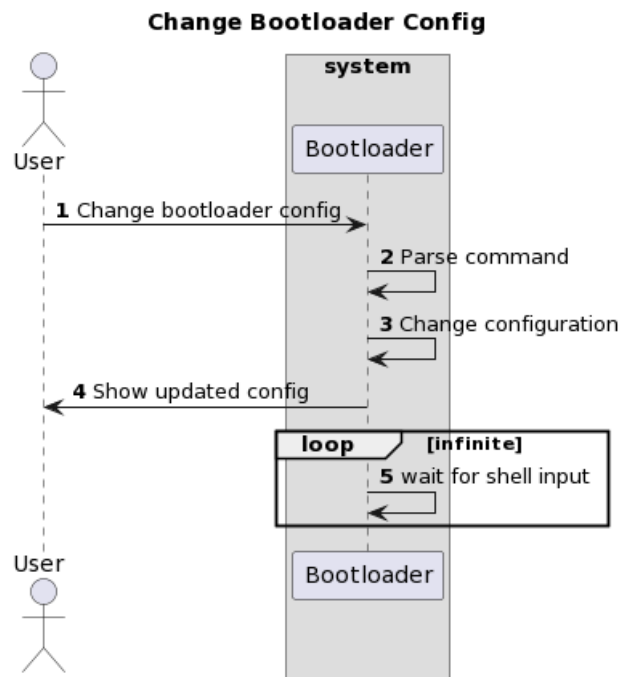 Change Bootloader Config
system
User
Bootloader
1 Change bootloader config
2 Parse command
3 Change configuration
4 Show updated config
loop [infinite]
5 wait for shell input
User
Bootloader